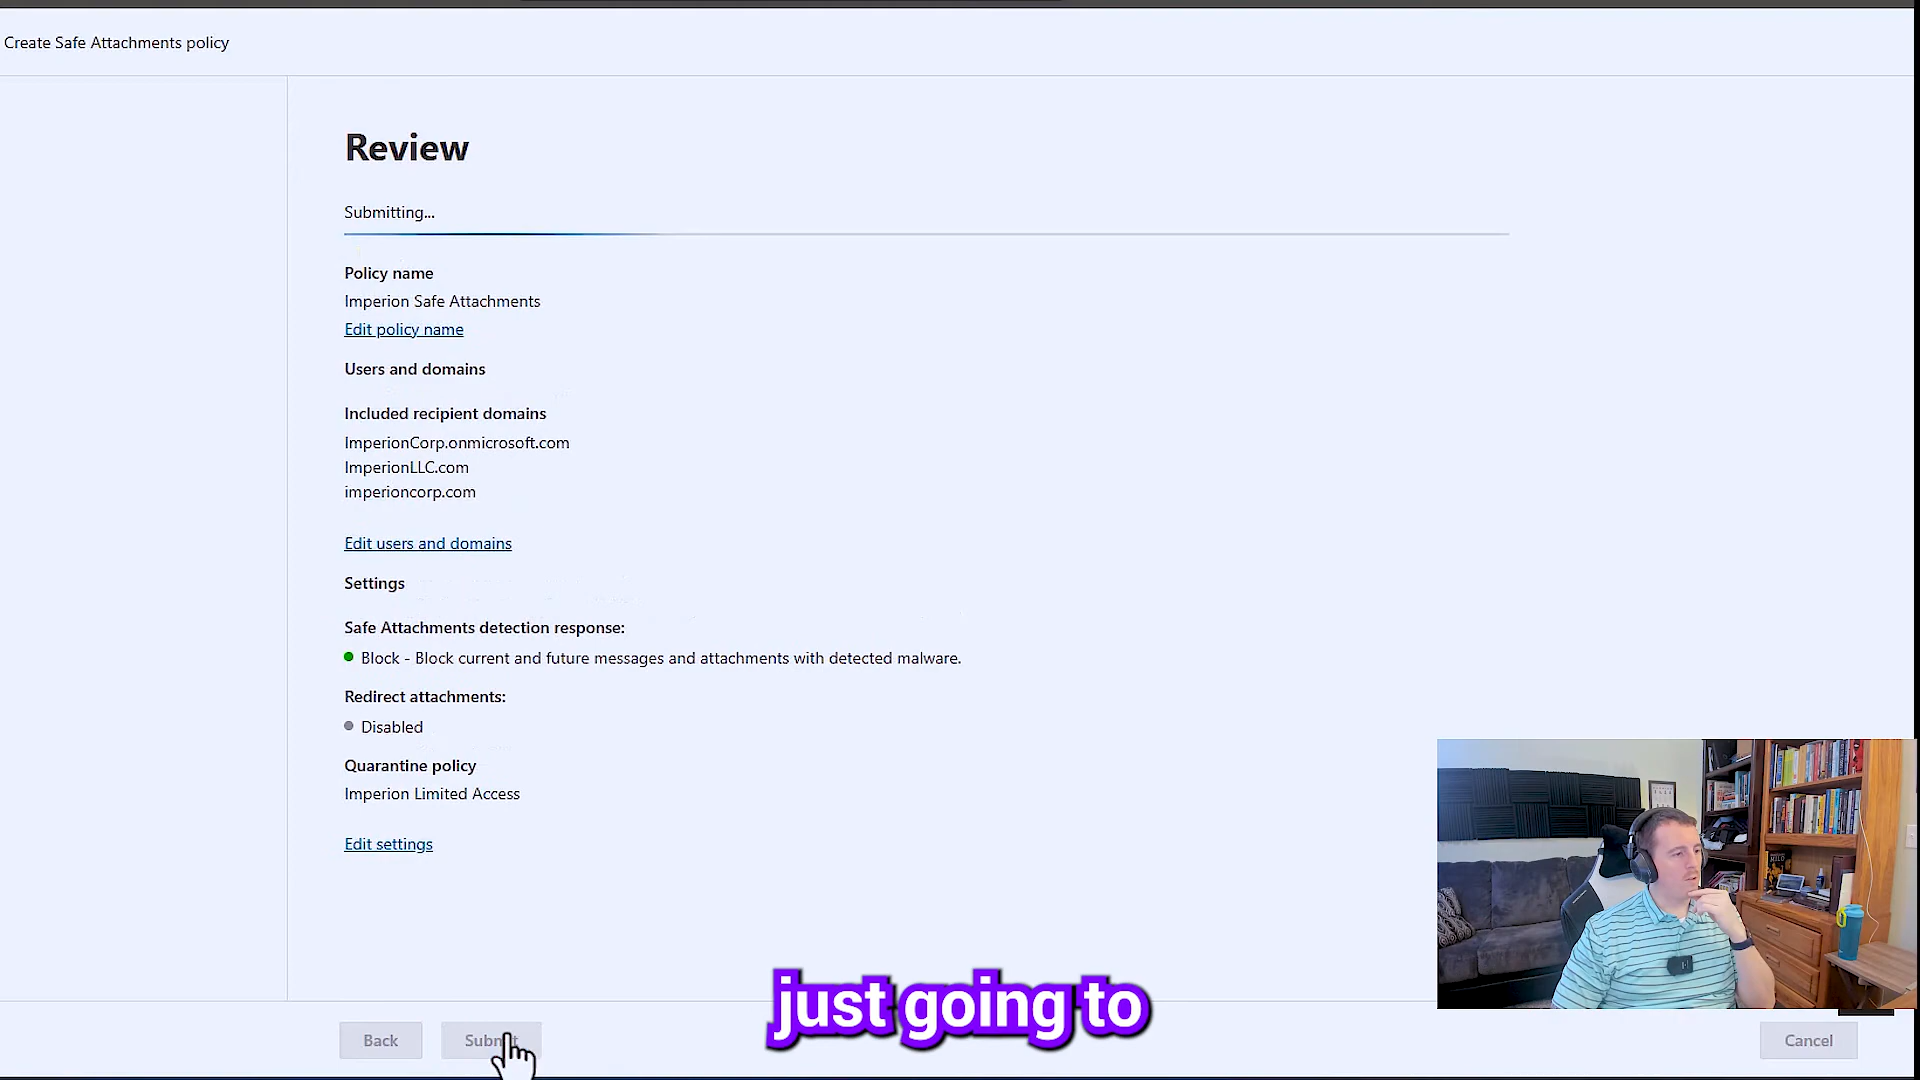 Create Safe Attachments policy
Review
Submitting...
Policy name
Imperion Safe Attachments
Edit policy name
Users and domains
Included recipient domains
ImperionCorp.onmicrosoft.com
ImperionLLC.com
imperioncorp.com
Edit users and domains
Settings
Safe Attachments detection response:
Block - Block current and future messages and attachments with detected malware.
Redirect attachments:
Disabled
Quarantine policy
Imperion Limited Access
Edit settings
just going to
Back
Submit
Cancel